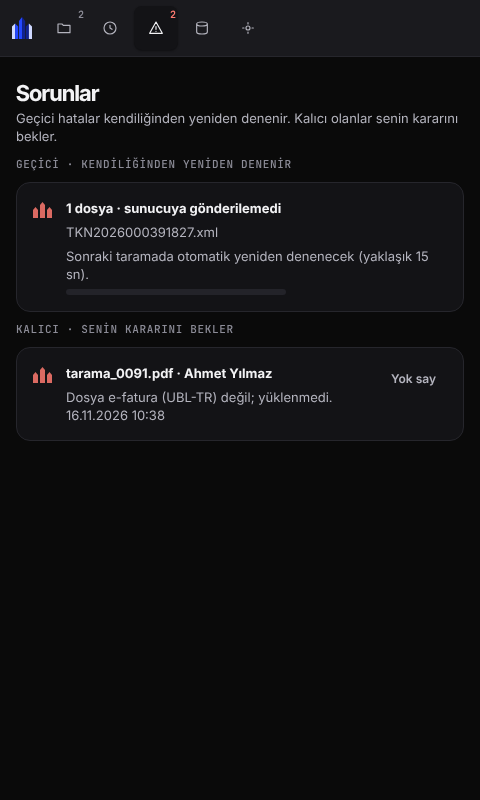 2
2
Sorunlar
Geçici hatalar kendiliğinden yeniden denenir. Kalıcı olanlar senin kararını
bekler.
GEÇİCİ · KENDİLİĞİNDEN YENİDEN DENENİR
1 dosya · sunucuya gönderilemedi
TKN2026000391827.xml
Sonraki taramada otomatik yeniden denenecek (yaklaşık 15
sn).
KALICI · SENİN KARARINI BEKLER
tarama_0091.pdf · Ahmet Yılmaz
Yok say
Dosya e-fatura (UBL-TR) değil; yüklenmedi.
16.11.2026 10:38